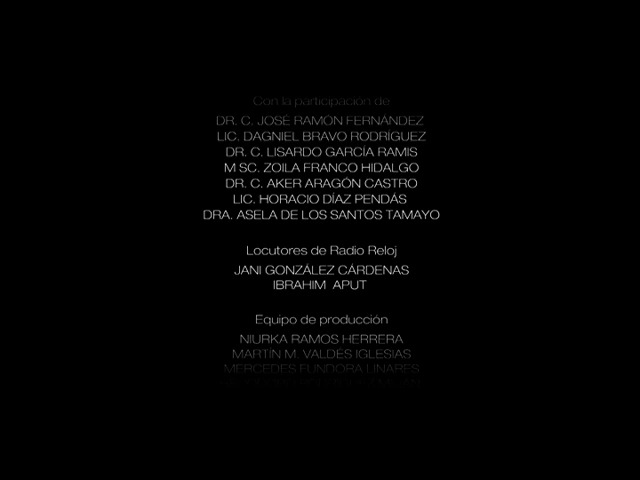 Con la participación de
DR. C. JOSÉ RAMÓN FERNÁNDEZ
LIC. DAGNIEL BRAVO RODRÍGUEZ
DR. C. LISARDO GARCÍA RAMIS
M SC. ZOILA FRANCO HIDALGO
DR. C. AKER ARAGÓN CASTRO
LIC. HORACIO DÍAZ PENDÁS
DRA. ASELA DE LOS SANTOS TAMAYO
Locutores de Radio Reloj
JANI GONZÁLEZ CÁRDENAS
IBRAHIM APUT
Equipo de producción
NIURKA RAMOS HERRERA
MARTÍN M. VALDÉS IGLESIAS
MERCEDES FUNDORA LINARES